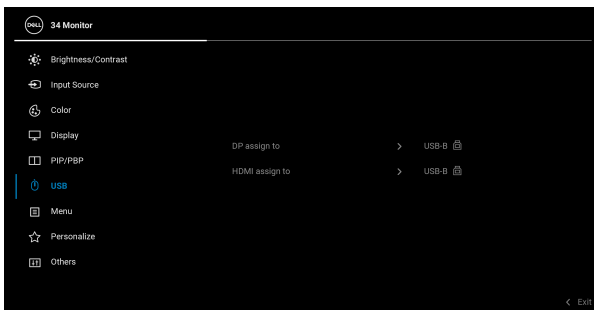 DELL 34 Monitor
Brightness/Contrast
Input Source
Color
Display
DP assign to USB-B
PIP/PBP
HDMI assign to USB-B
USB
Menu
Personalize
Others
Exit